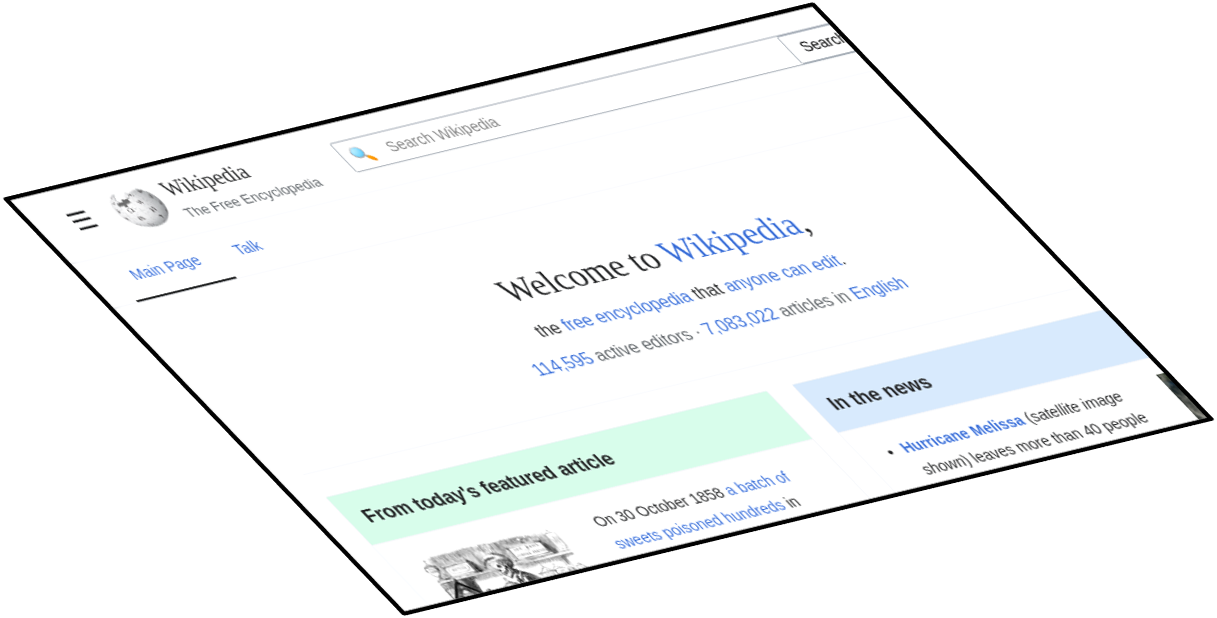 Search
Search Wikipedia
Wikipedia
The Free Encyclopedia
Main Page
Talk
Welcome to Wikipedia,
the free encyclopedia that anyone can edit.
114,595 active editors · 7,083,022 articles in English
From today's featured article
On 30 October 1858 a batch of
sweets poisoned hundreds in
In the news
• Hurricane Melissa (satellite image
shown) leaves more than 40 people